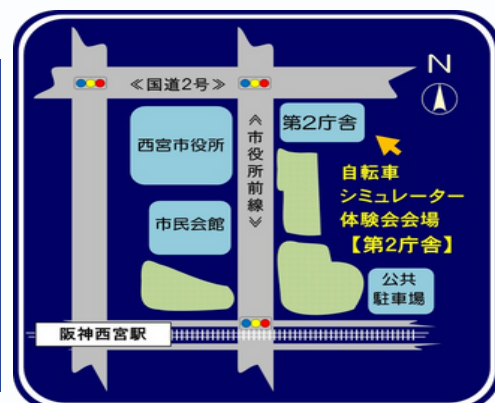 ≪国道2号≫
N
第2庁舎
西宮市役所
≪市役所前線≫
自転車
シミュレーター
体験会会場
【第2庁舎】
市民会館
公共
駐車場
阪神西宮駅